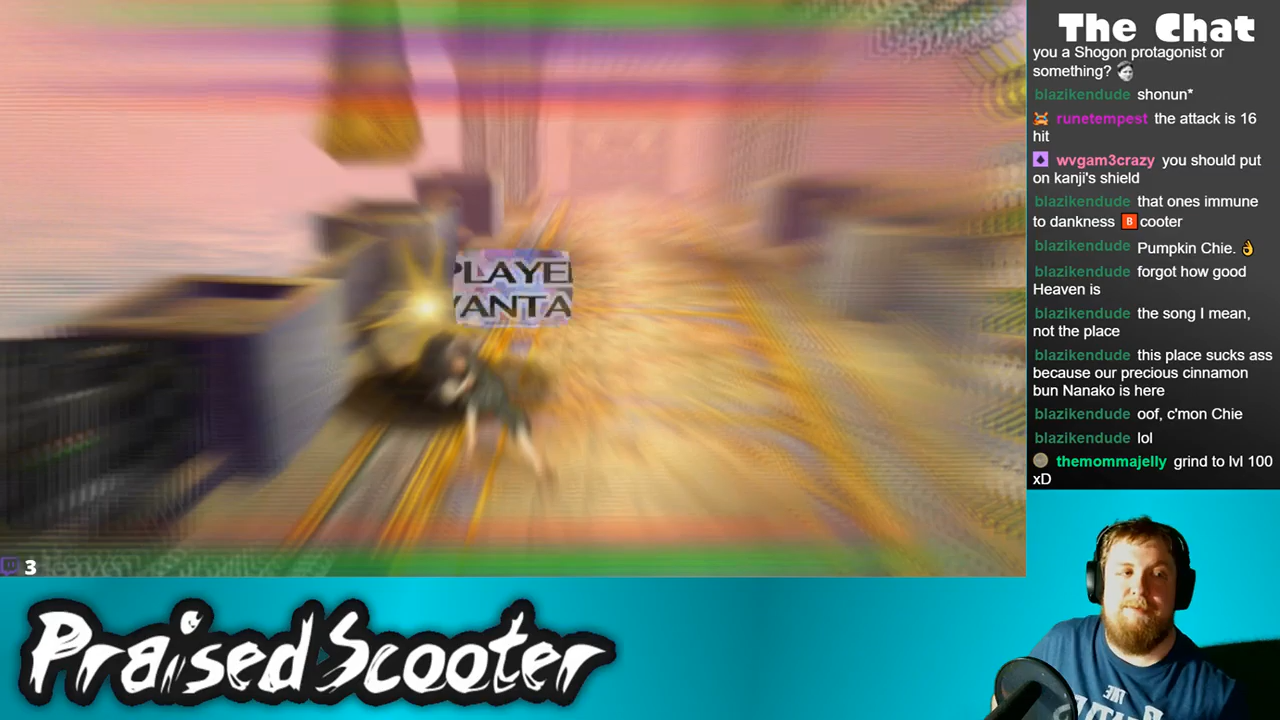 The Chat
you a Shogon protagonist or
something?
blazikendude shonun*
runetempest the attack is 16
hit
wvgam3crazy you should put
on kanji's shield
blazikendude that ones immune
to dankness B cooter
blazikendude Pumpkin Chie.
blazikendude forgot how good
Heaven is
blazikendude the song I mean,
not the place
blazikendude this place sucks ass
because our precious cinnamon
bun Nanako is here
blazikendude oof, c'mon Chie
blazikendude lol
themommajelly grind to lvl 100
xD
PLAYE
VANTA
3
PraisedScooter
THE